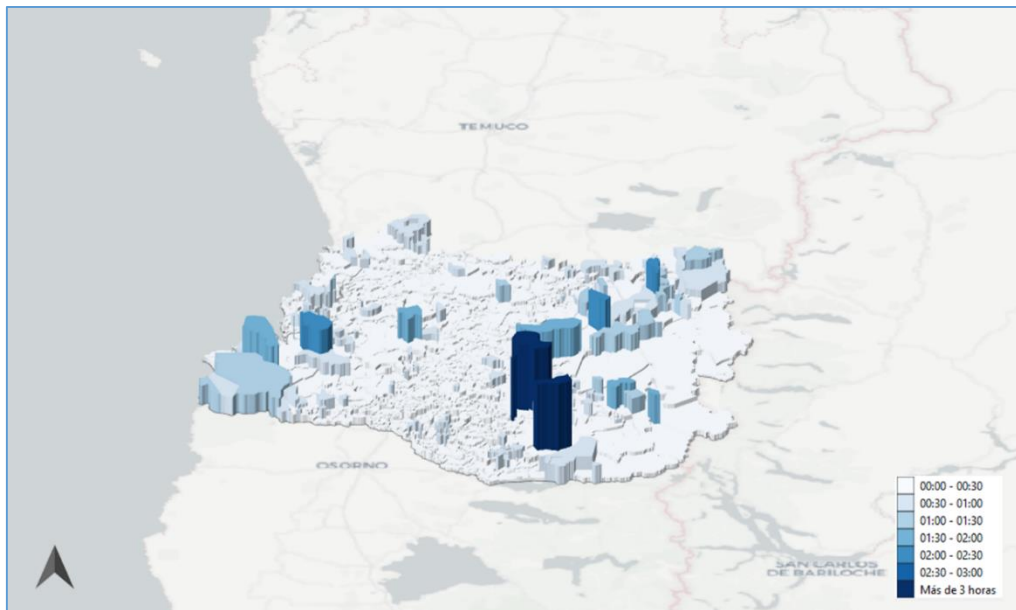 TEMUCO
OSORNO
SAN CARLOS
DE BARILOCHE
00:00 - 00:30
00:30 - 01:00
01:00 - 01:30
01:30 - 02:00
02:00 - 02:30
02:30 - 03:00
Más de 3 horas